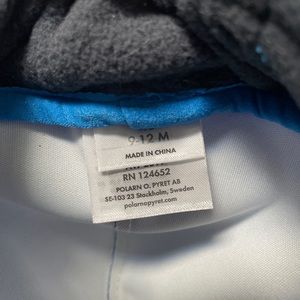 9-12 M
MADE IN CHINA
RN 124652
POLARN O. PYRET AB
SE-103 23 Stockholm, Sweden
polarnopyret.com